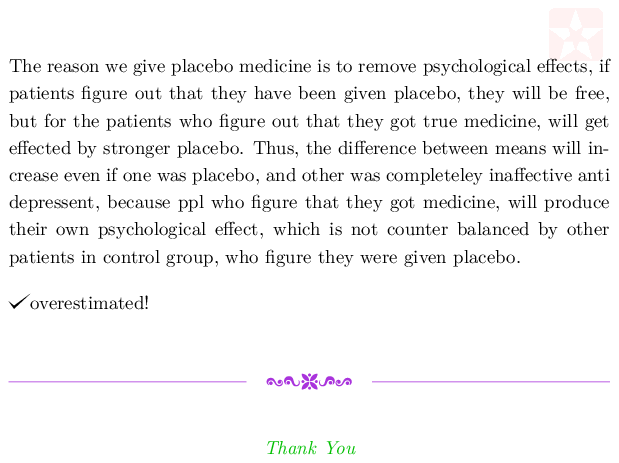 The reason we give placebo medicine is to remove psychological effects, if
patients figure out that they have been given placebo, they will be free,
but for the patients who figure out that they got true medicine, will get
effected by stronger placebo. Thus, the difference between means will in-
crease even if one was placebo, and other was completeley inaffective anti
depressent, because ppl who figure that they got medicine, will produce
their own psychological effect, which is not counter balanced by other
patients in control group, who figure they were given placebo.
✓overestimated!
Thank You